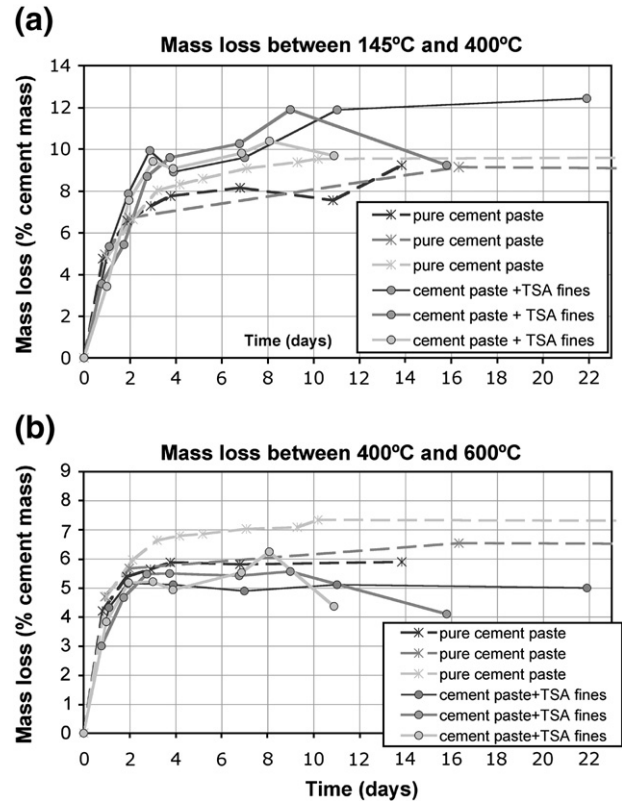 (a)
Mass loss between 145ºC and 400ºC
Mass loss (% cement mass)
14
12
10
8
6
4
2
0
0 2 4 6 8 10 12 14 16 18 20 22
Time (days)
pure cement paste
pure cement paste
pure cement paste
cement paste +TSA fines
cement paste + TSA fines
cement paste + TSA fines
(b)
Mass loss between 400ºC and 600ºC
Mass loss (% cement mass)
9
8
7
6
5
4
3
2
1
0
0 2 4 6 8 10 12 14 16 18 20 22
Time (days)
pure cement paste
pure cement paste
pure cement paste
cement paste+TSA fines
cement paste+TSA fines
cement paste+TSA fines